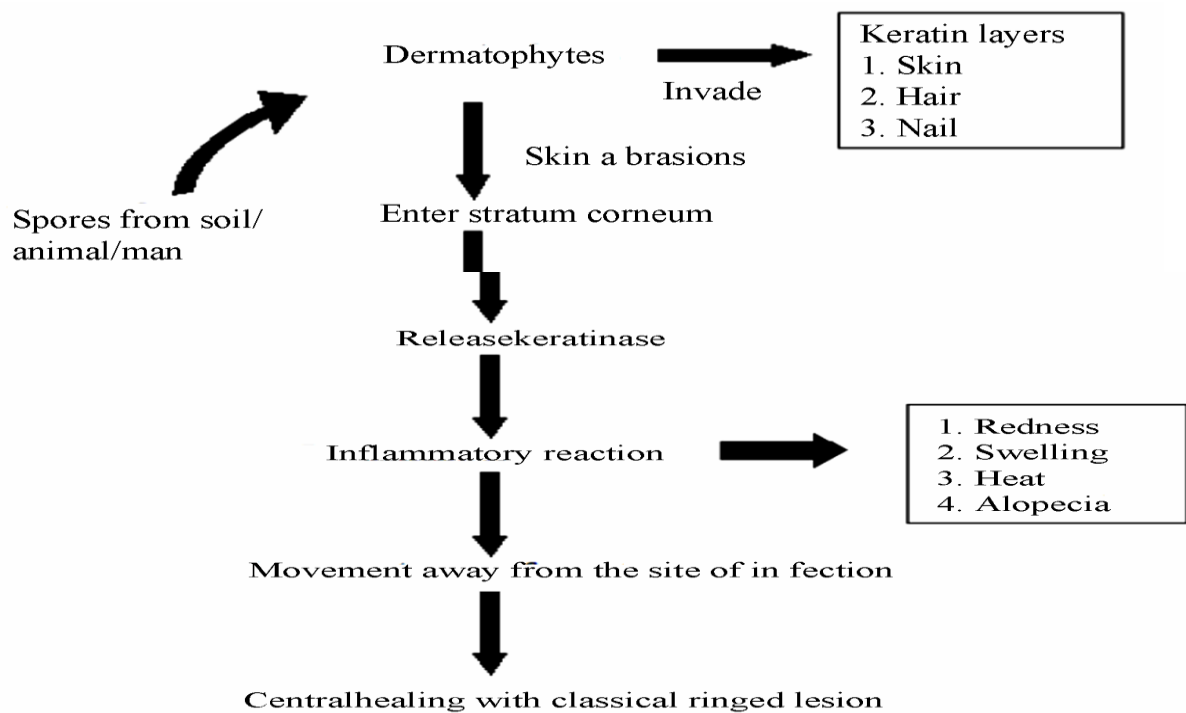 Dermatophytes
Invade
Keratin layers
1. Skin
2. Hair
3. Nail
Skin a brasions
Spores from soil/
animal/man
Enter stratum corneum
Releasekeratinase
Inflammatory reaction
1. Redness
2. Swelling
3. Heat
4. Alopecia
Movement away from the site of in fection
Centralhealing with classical ringed lesion